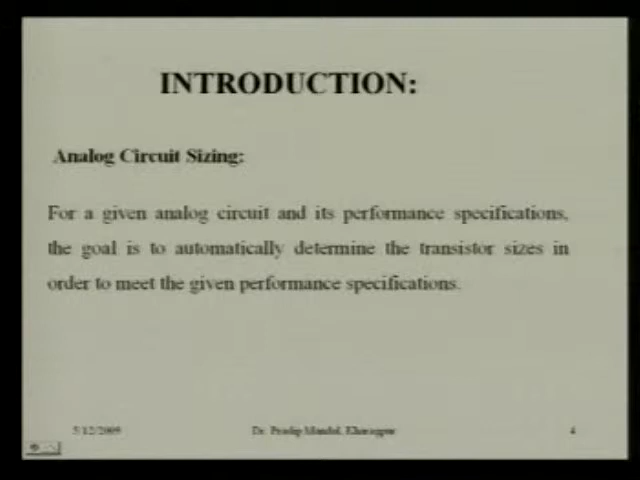 INTRODUCTION:
Analog Circuit Sizing:
For a given analog circuit and its performance specifications,
the goal is to automatically determine the transistor sizes in
order to meet the given performance specifications.
5/12/2009 Dr. Pradip Mandal, Kharagpur 4